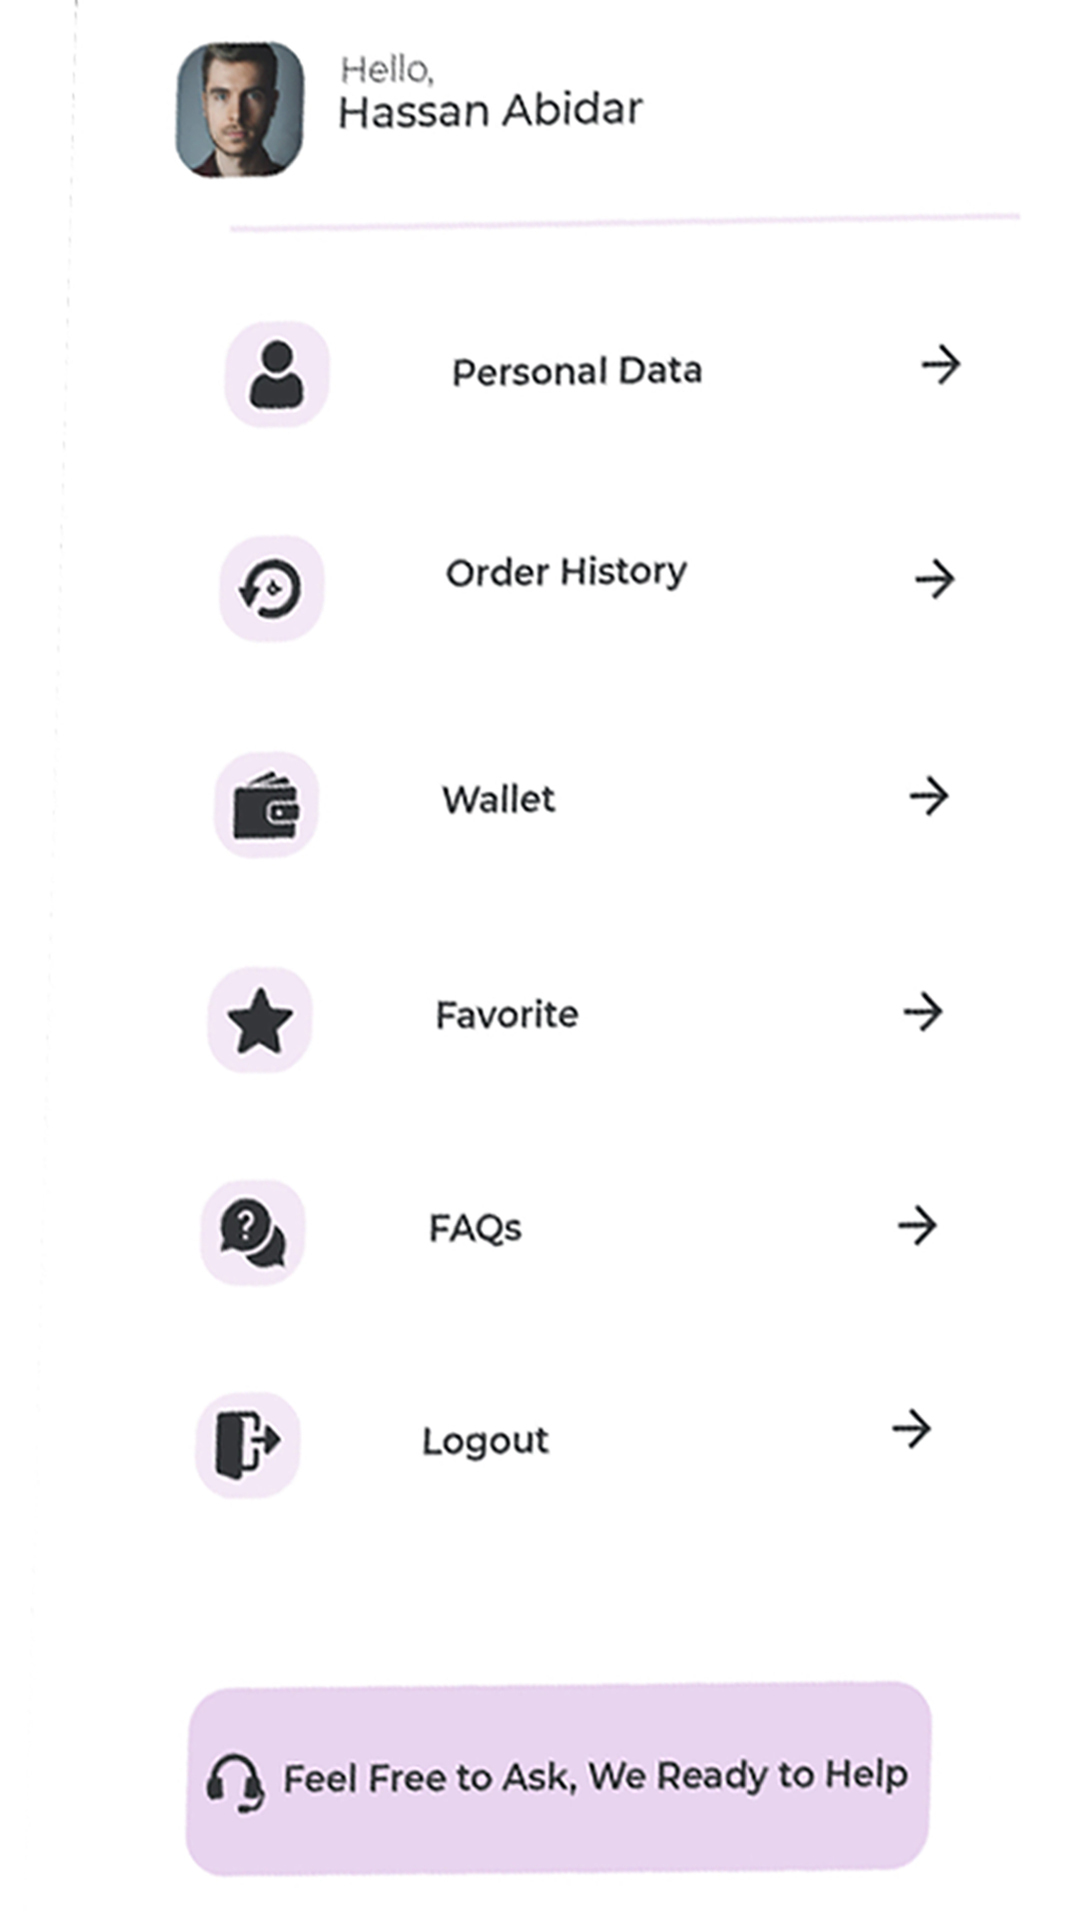 Hello,
Hassan Abidar
Personal Data
Order History
Wallet
Favorite
FAQs
Logout
Feel Free to Ask, We Ready to Help